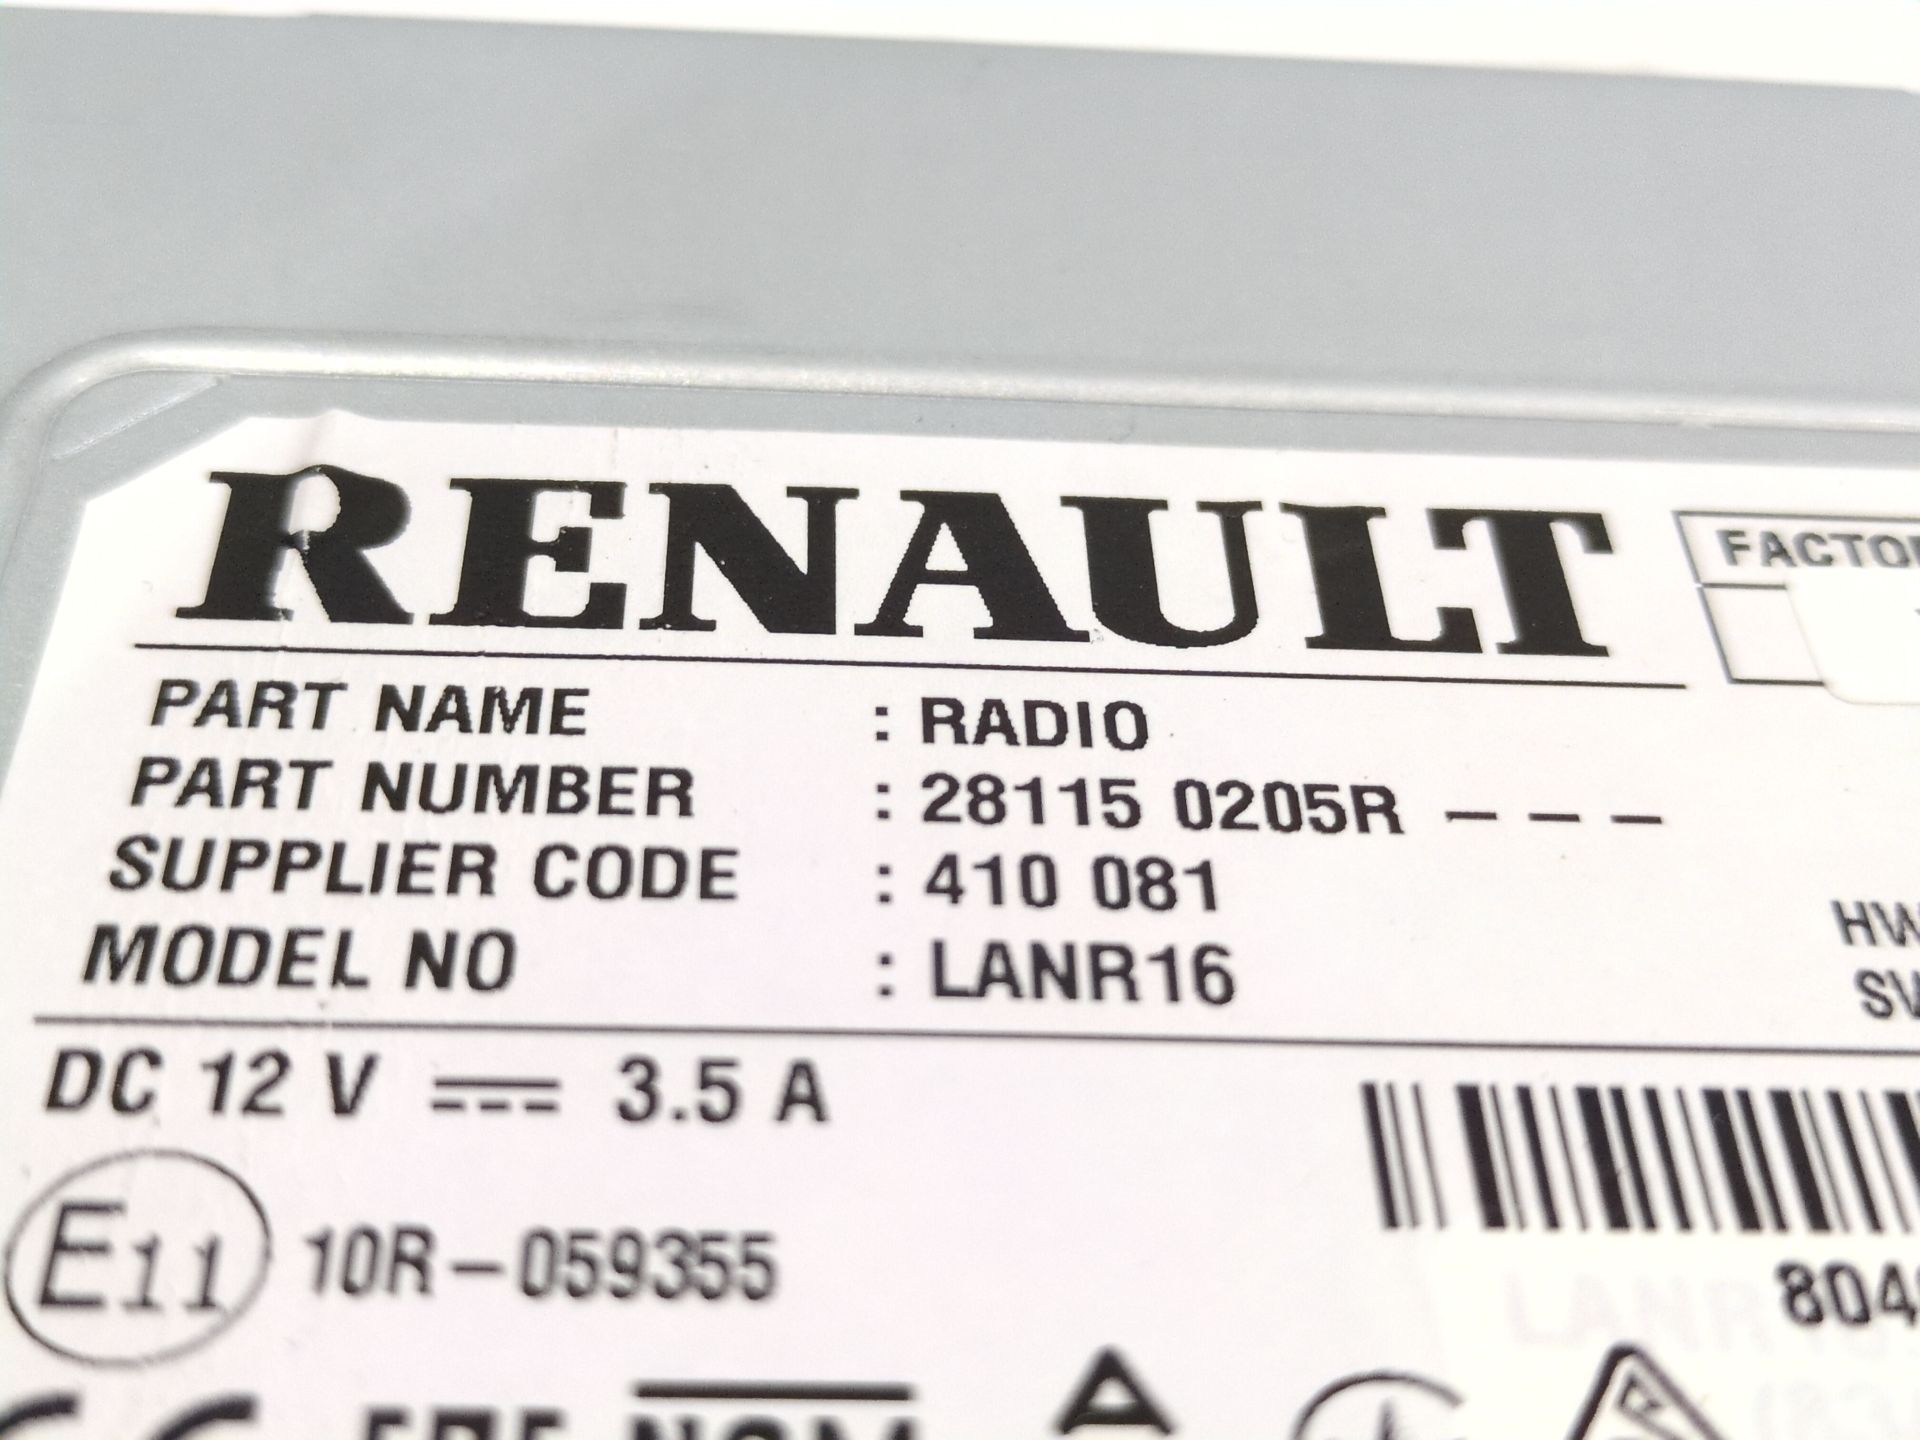 RENAULT
PART NAME : RADIO
PART NUMBER : 28115 0205R - - -
SUPPLIER CODE : 410 081
MODEL NO : LANR16
DC 12 V 3.5 A
E11 10R-059355